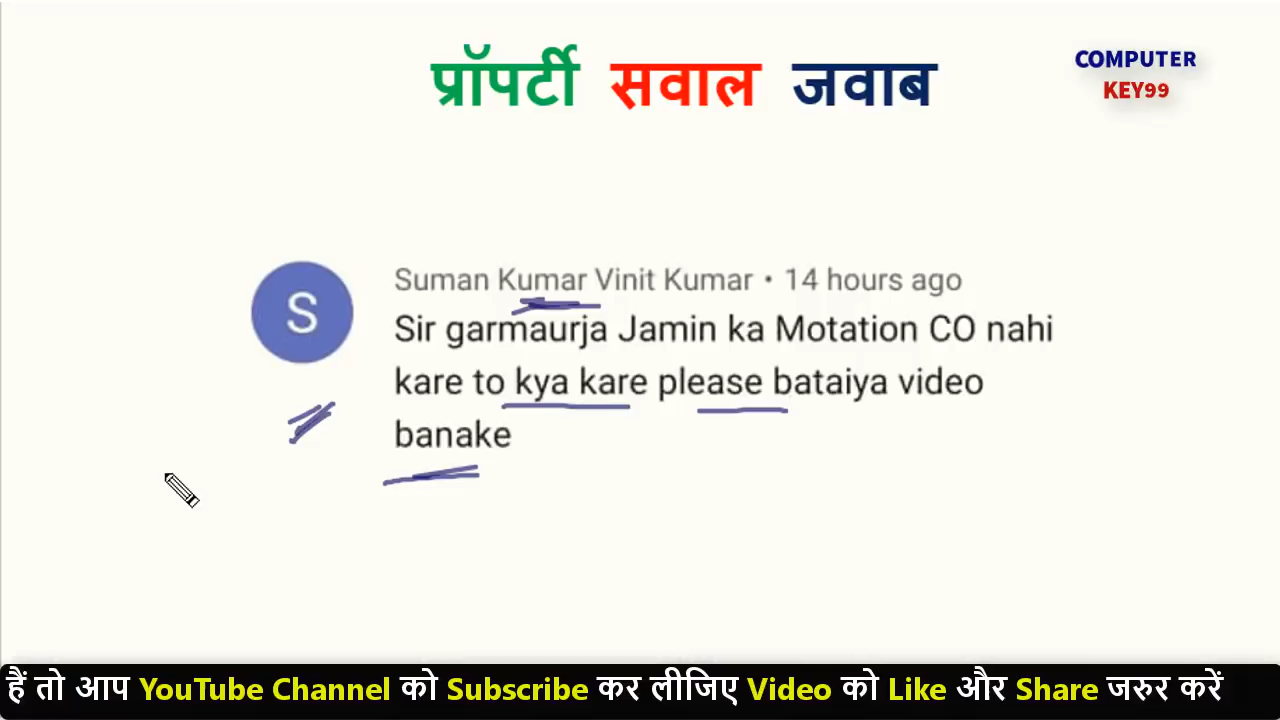 प्रॉपर्टी सवाल जवाब
COMPUTER
KEY99
S
Suman Kumar Vinit Kumar • 14 hours ago
Sir garmaurja Jamin ka Motation CO nahi
kare to kya kare please bataiya video
banake
हैं तो आप YouTube Channel को Subscribe कर लीजिए Video को Like और Share जरुर करें